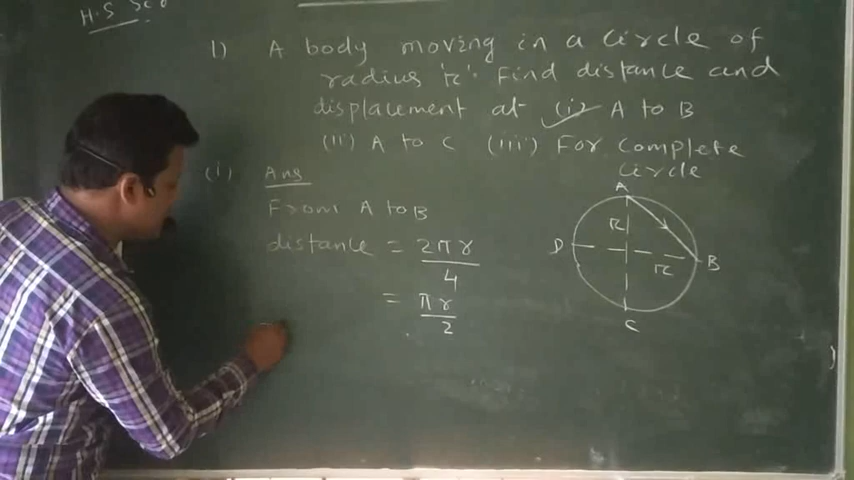 H.S
1) A body moving in a circle of
radius 'r'. Find distance and
displacement at (i) A to B
(ii) A to C (iii) For Complete
Circle
(i) Ans
From A to B
distance = 2πr
4
= πr
2
A
R
D
R
B
C